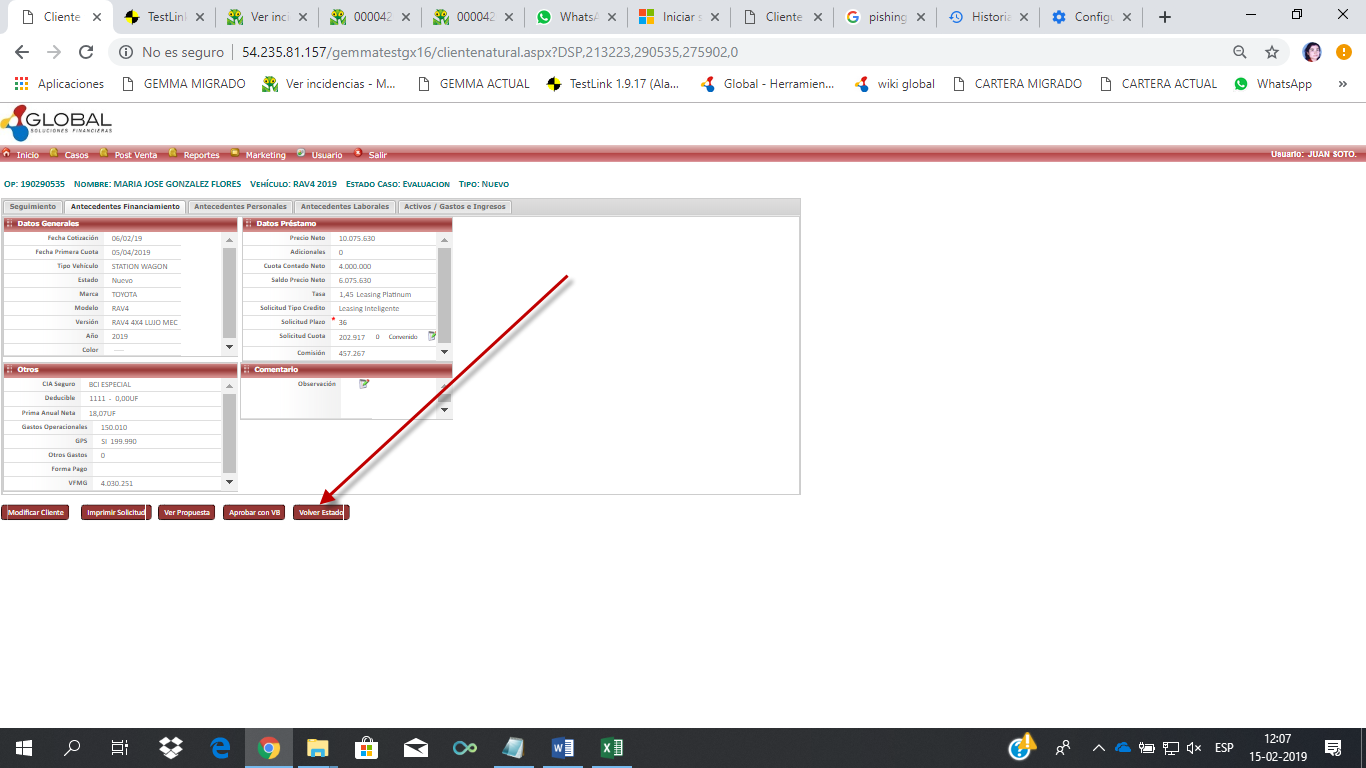 Cliente
TestLink
Ver inci
000042
000042
WhatsA
Iniciar s
Cliente
pishing
Historia
Configu
No es seguro | 54.235.81.157/gemmatestgx16/clientenatural.aspx?DSP,213223,290535,275902,0
Aplicaciones
GEMMA MIGRADO
Ver incidencias - M...
GEMMA ACTUAL
TestLink 1.9.17 (Ala...
Global - Herramien...
wiki global
CARTERA MIGRADO
CARTERA ACTUAL
WhatsApp
»
GLOBAL
SOLUCIONES FINANCIERAS
Inicio Casos Post Venta Reportes Marketing Usuario Salir
Usuario: JUAN SOTO.
Op: 190290535 Nombre: MARIA JOSE GONZALEZ FLORES Vehículo: RAV4 2019 Estado Caso: Evaluacion Tipo: Nuevo
Seguimiento
Antecedentes Financiamiento
Antecedentes Personales
Antecedentes Laborales
Activos / Gastos e Ingresos
Datos Generales
Fecha Cotización 06/02/19
Fecha Primera Cuota 05/04/2019
Tipo Vehículo STATION WAGON
Estado Nuevo
Marca TOYOTA
Modelo RAV4
Versión RAV4 4X4 LUJO MEC
Año 2019
Color ----
Datos Préstamo
Precio Neto 10.075.630
Adicionales 0
Cuota Contado Neto 4.000.000
Saldo Precio Neto 6.075.630
Tasa 1,45 Leasing Platinum
Solicitud Tipo Credito Leasing Inteligente
Solicitud Plazo * 36
Solicitud Cuota 202.917 0 Convenido
Comisión 457.267
Otros
CIA Seguro BCI ESPECIAL
Deducible 1111 - 0,00UF
Prima Anual Neta 18,07UF
Gastos Operacionales 150.010
GPS SI 199.990
Otros Gastos 0
Forma Pago
VFMG 4.030.251
Comentario
Observación
Modificar Cliente
Imprimir Solicitud
Ver Propuesta
Aprobar con VB
Volver Estado
ESP
12:07
15-02-2019